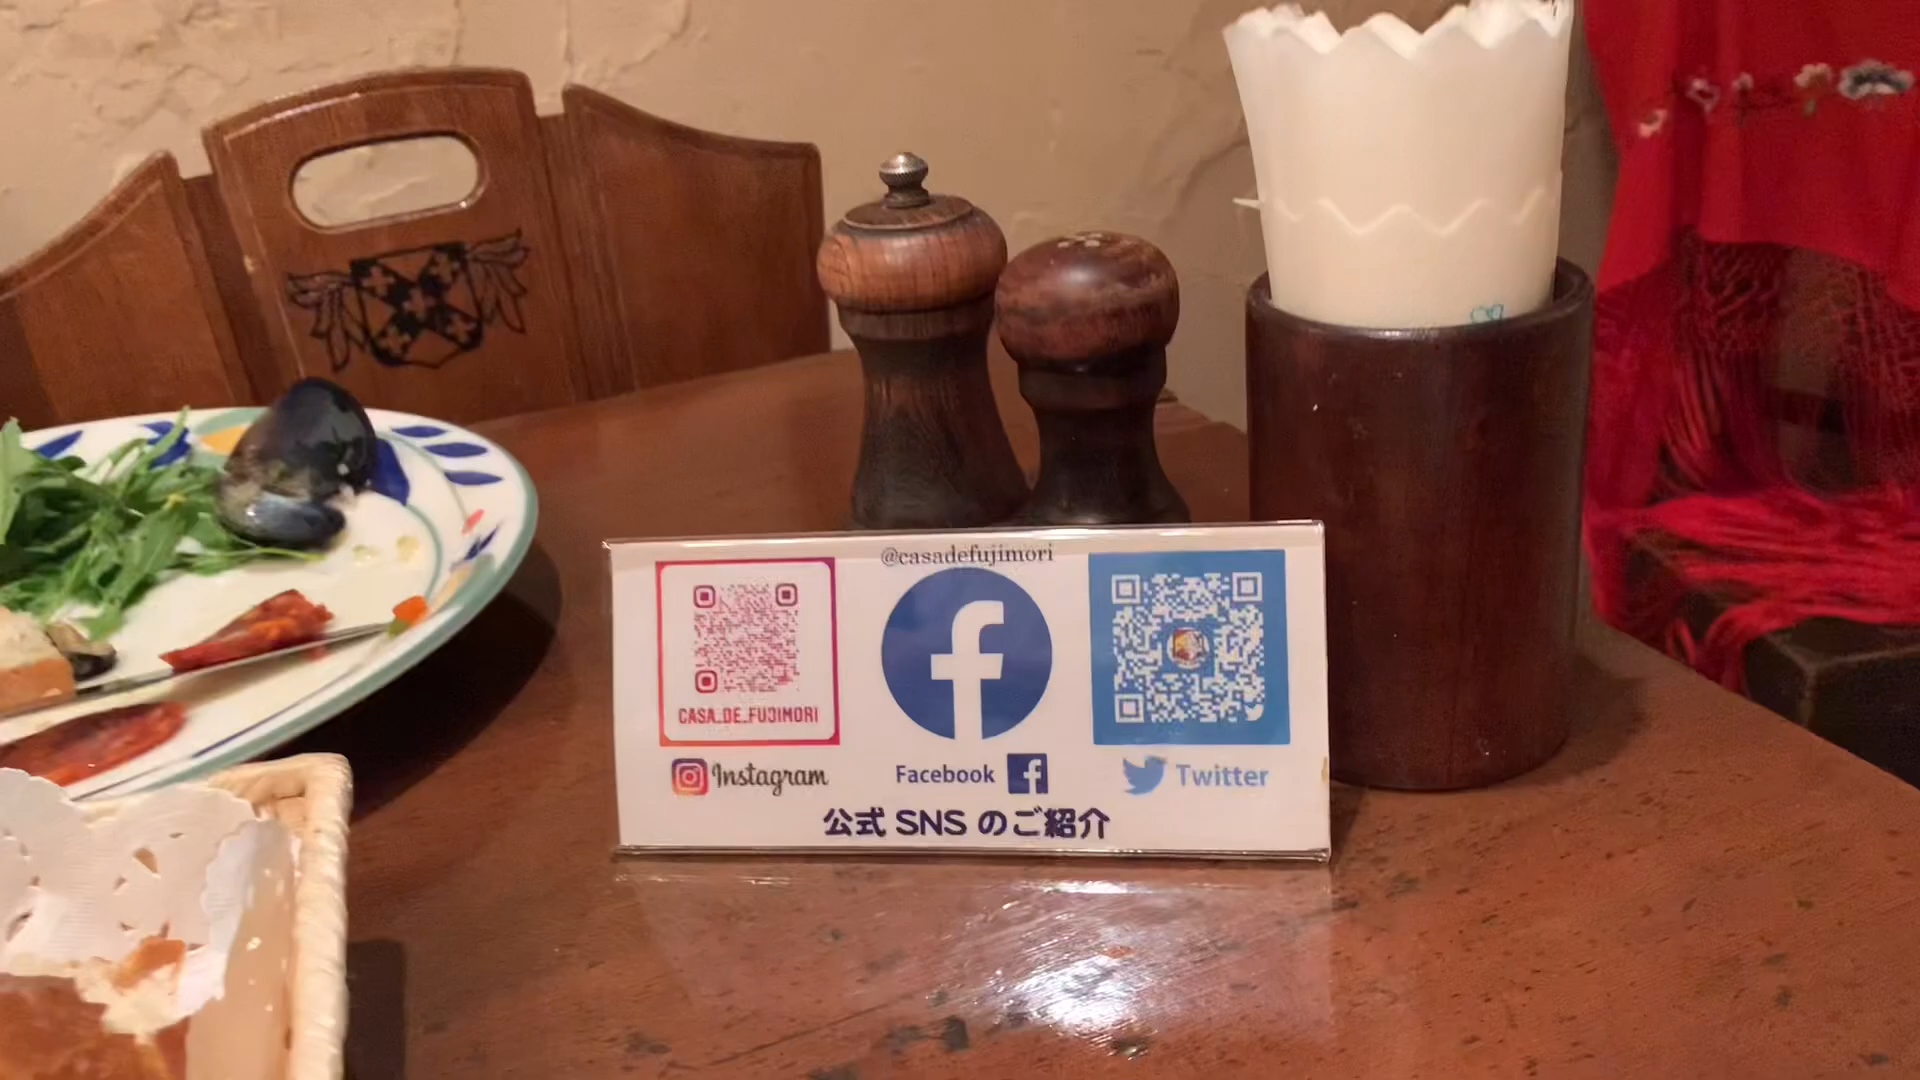 @casadefujimori
CASA_DE_FUJIMORI
Instagram
Facebook
Twitter
公式 SNS のご紹介